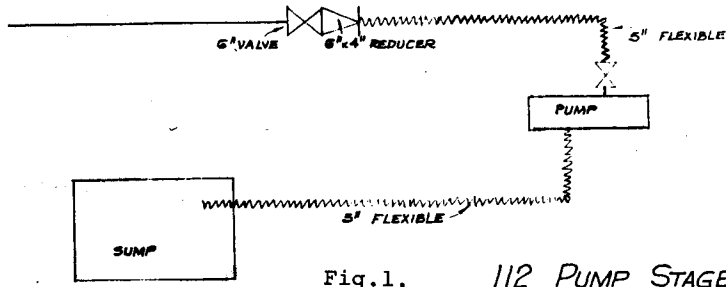 6" VALVE
6"x4" REDUCER
5" FLEXIBLE
PUMP
5" FLEXIBLE
SUMP
Fig.1. 112 PUMP STAGE